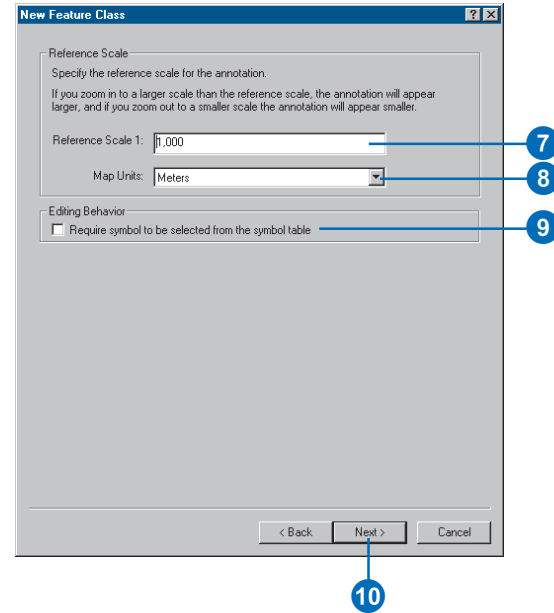 New Feature Class
Reference Scale
Specify the reference scale for the annotation.
If you zoom in to a larger scale than the reference scale, the annotation will appear
larger, and if you zoom out to a smaller scale the annotation will appear smaller.
Reference Scale 1: 1,000
7
Map Units: Meters
8
Editing Behavior
Require symbol to be selected from the symbol table
9
< Back Next > Cancel
10